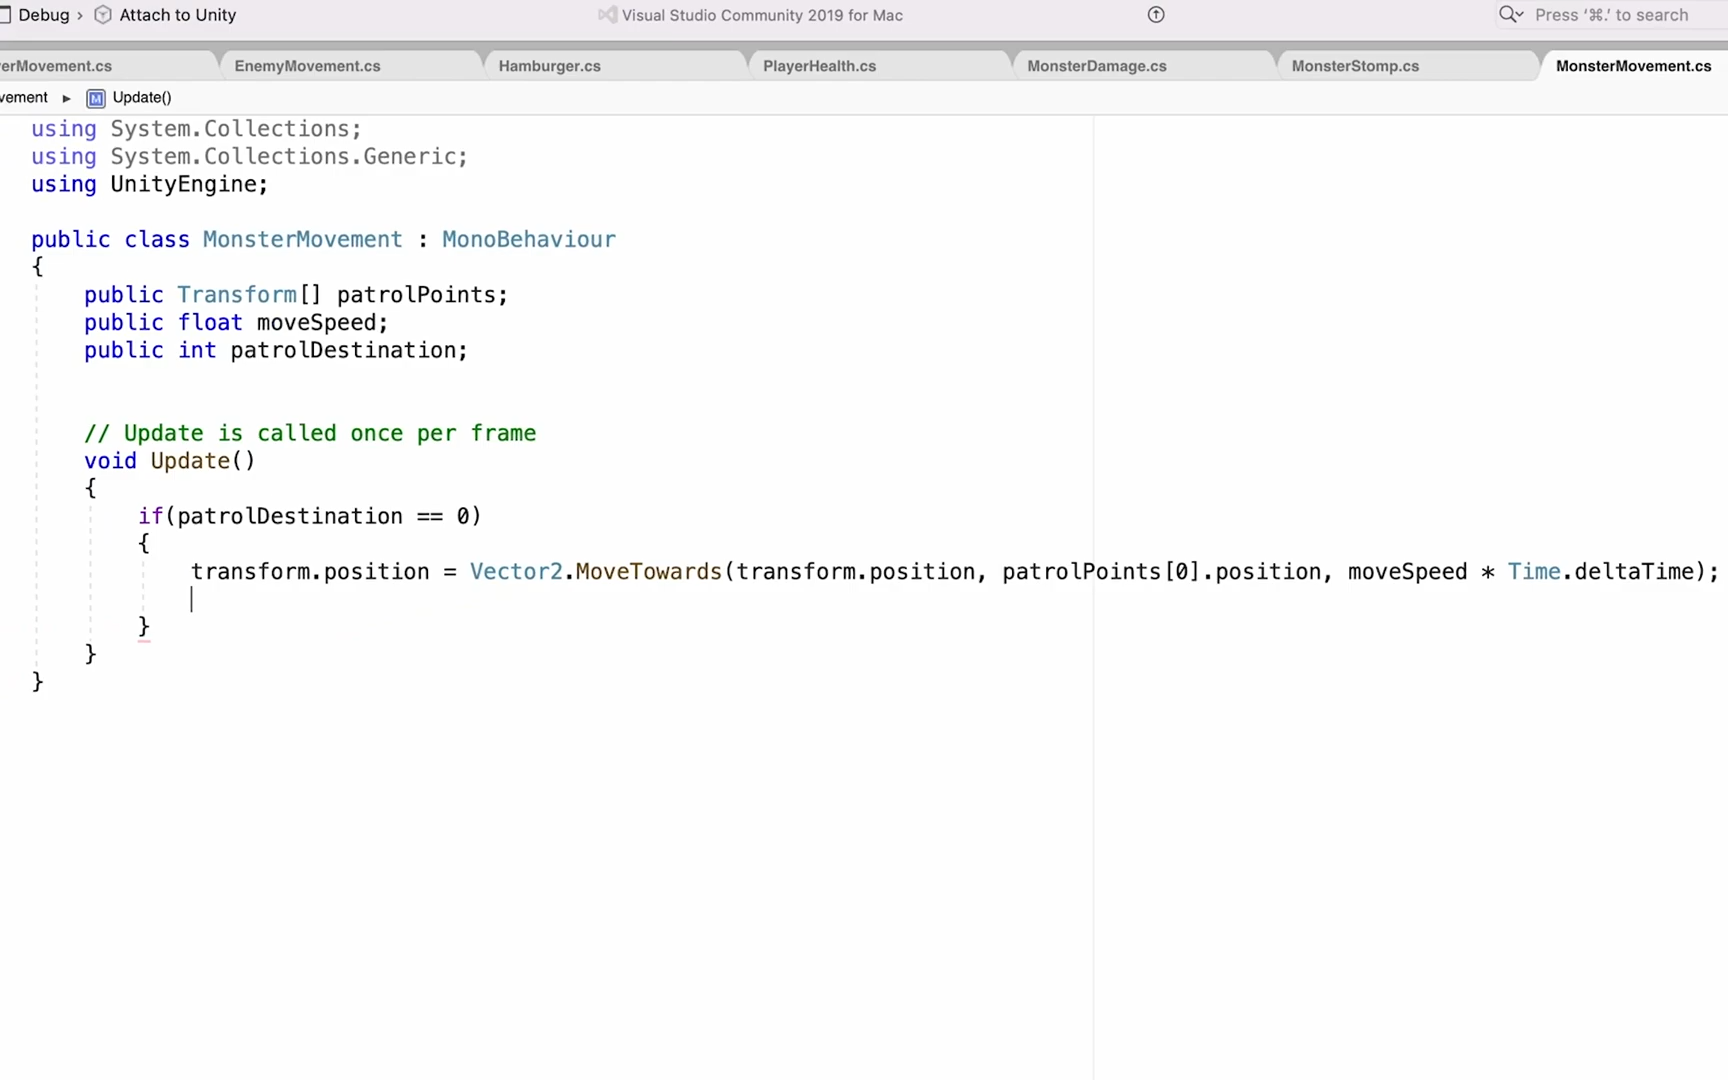 Debug › Attach to Unity
Visual Studio Community 2019 for Mac
Press ‘⌘.’ to search
erMovement.cs
EnemyMovement.cs
Hamburger.cs
PlayerHealth.cs
MonsterDamage.cs
MonsterStomp.cs
MonsterMovement.cs
vement ▸ M Update()
using System.Collections;
using System.Collections.Generic;
using UnityEngine;
public class MonsterMovement : MonoBehaviour
{
public Transform[] patrolPoints;
public float moveSpeed;
public int patrolDestination;
// Update is called once per frame
void Update()
{
if(patrolDestination == 0)
{
transform.position = Vector2.MoveTowards(transform.position, patrolPoints[0].position, moveSpeed * Time.deltaTime);
}
}
}